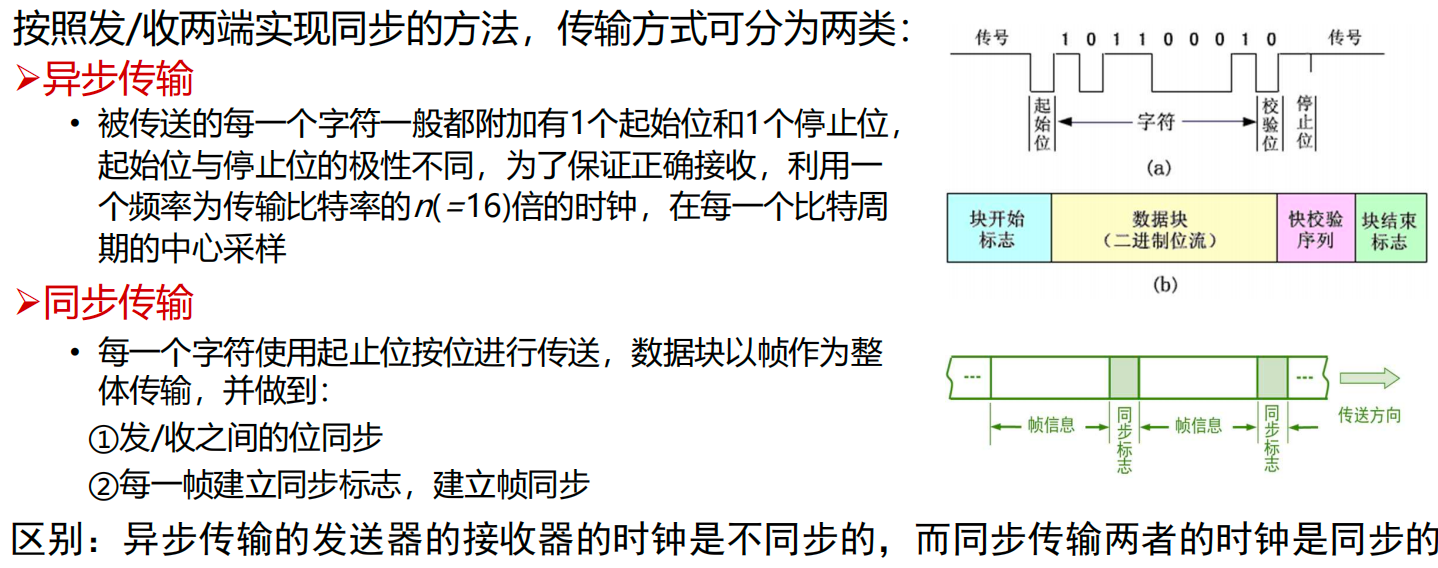 按照发/收两端实现同步的方法，传输方式可分为两类：
➢异步传输
• 被传送的每一个字符一般都附加有1个起始位和1个停止位，
起始位与停止位的极性不同，为了保证正确接收，利用一
个频率为传输比特率的n(=16)倍的时钟，在每一个比特周
期的中心采样
➢同步传输
• 每一个字符使用起止位按位进行传送，数据块以帧作为整
体传输，并做到：
①发/收之间的位同步
②每一帧建立同步标志，建立帧同步
区别：异步传输的发送器的接收器的时钟是不同步的，而同步传输两者的时钟是同步的
传号 1 0 1 1 0 0 0 1 0 传号
起始位 字符 校验位 停止位
(a)
块开始标志 数据块（二进制位流） 快校验序列 块结束标志
(b)
--- ---
帧信息 同步标志 帧信息 同步标志 传送方向